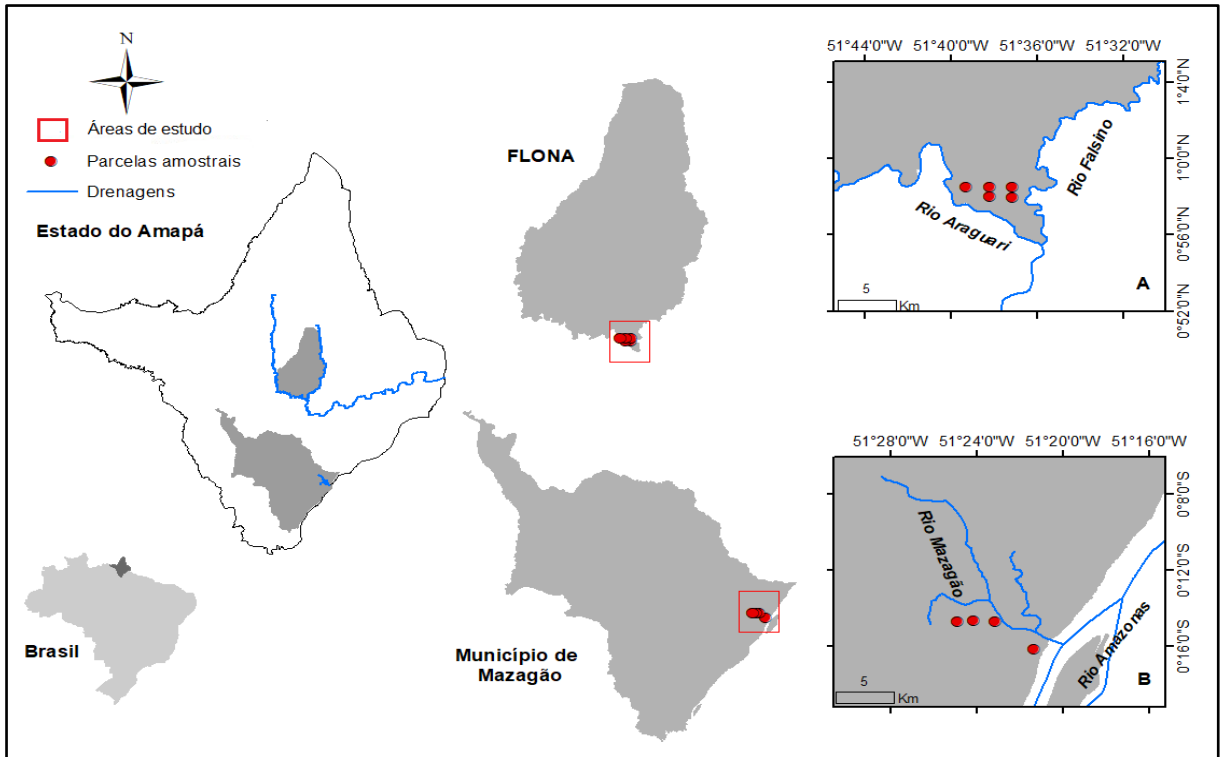 N
Áreas de estudo
Parcelas amostrais
Drenagens
Estado do Amapá
Brasil
FLONA
Município de
Mazagão
51°44'0"W 51°40'0"W 51°36'0"W 51°32'0"W
1°4'0"N
1°0'0"N
0°56'0"N
0°52'0"N
Rio Falsino
Rio Araguari
A
5
Km
51°28'0"W 51°24'0"W 51°20'0"W 51°16'0"W
0°8'0"S
0°12'0"S
0°16'0"S
Rio Mazagão
Rio Amazonas
B
5
Km